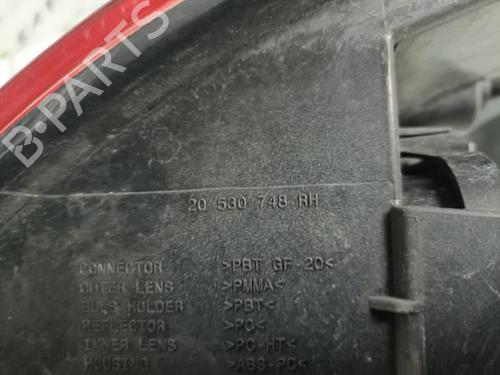 B-PARTS
20 530 748 RH
CONNECTOR >PBT GF-20<
OUTER LENS >PMMA<
BULB HOLDER >PBT<
REFLECTOR >PC<
INNER LENS >PC-HT<
HOUSING >ABS-PC<